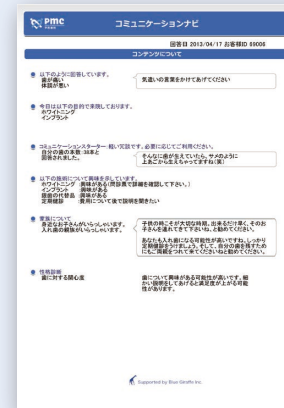 pmc
コミュニケーションナビ
回答日 2013/04/17 お客様ID 89006
コンテンツについて
以下のように回答しています。
歯が痛い
体調が悪い
気遣いの言葉をかけてあげてください
今日は以下の目的で来院しております。
ホワイトニング
インプラント
コミュニケーションスターター: 軽い冗談です。必要に応じてご利用ください。
自分の歯の本数:38本と
回答されました。
そんなに歯が生えていたら、サメのように
上あごから生えちゃってますね（笑）
以下の施術について興味を示しています。
ホワイトニング :興味がある(問診票で詳細を確認して下さい。)
インプラント :興味がある
銀歯の代替品 :興味がある
定期健診 :費用について後で説明を聞きたい
家族について
身近なお子さんがいらっしゃいます。
入れ歯の親族がいらっしゃいます。
子供の時こそが大切な時期。出来るだけ早く、そのお
子さんを連れてきて下さいね、と勧めてください。
あなたも入れ歯になる可能性が高いですね。しっかり
定期健診をうけましょう。そして、自分の歯を残すため
にもご両親をつれて来てくださいねと勧めてください。
性格診断
歯に対する関心度
歯について興味がある可能性が高いです。細
かい説明をしてあげると満足度が上がる可能
性があります。
Supported by Blue Giraffe Inc.